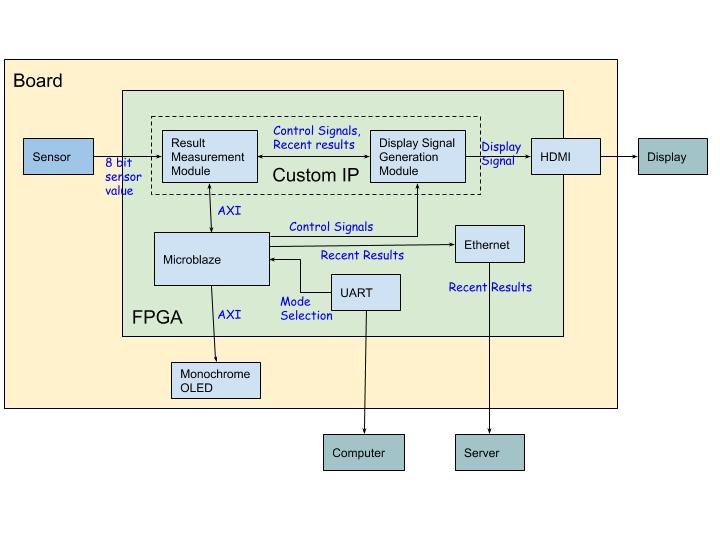 Board
Sensor
8 bit
sensor
value
Result
Measurement
Module
Control Signals,
Recent results
Custom IP
Display Signal
Generation
Module
Display
Signal
HDMI
Display
AXI
Control Signals
Microblaze
Recent Results
Ethernet
Recent Results
UART
Mode
Selection
FPGA
AXI
Monochrome
OLED
Computer
Server